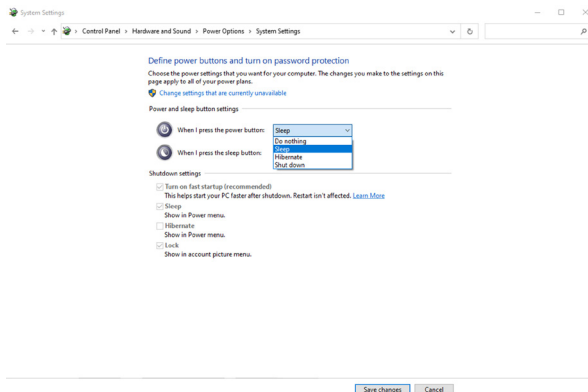 System Settings
Control Panel > Hardware and Sound > Power Options > System Settings
Define power buttons and turn on password protection
Choose the power settings that you want for your computer. The changes you make to the settings on this
page apply to all of your power plans.
Change settings that are currently unavailable
Power and sleep button settings
When I press the power button: Sleep
Do nothing
When I press the sleep button: Sleep
Hibernate
Shut down
Shutdown settings
Turn on fast startup (recommended)
This helps start your PC faster after shutdown. Restart isn't affected. Learn More
Sleep
Show in Power menu.
Hibernate
Show in Power menu.
Lock
Show in account picture menu.
Save changes Cancel